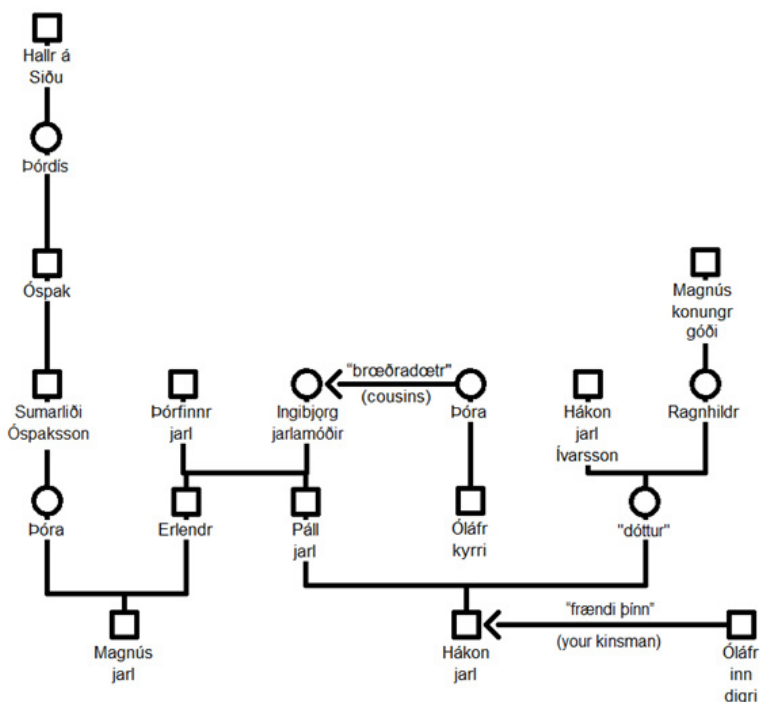 Hallr á
Siðu
Þórdís
Óspak
Magnús
konungr
góði
"brœðradœtr"
(cousins)
Sumarliði
Óspaksson
Þórfinnr
jarl
Ingibjǫrg
jarlamóðir
Þóra
Hákon
jarl
Ívarsson
Ragnhildr
Þóra
Erlendr
Páll
jarl
Óláfr
kyrri
"dóttur"
"frændi þínn"
(your kinsman)
Magnús
jarl
Hákon
jarl
Óláfr
inn
digri